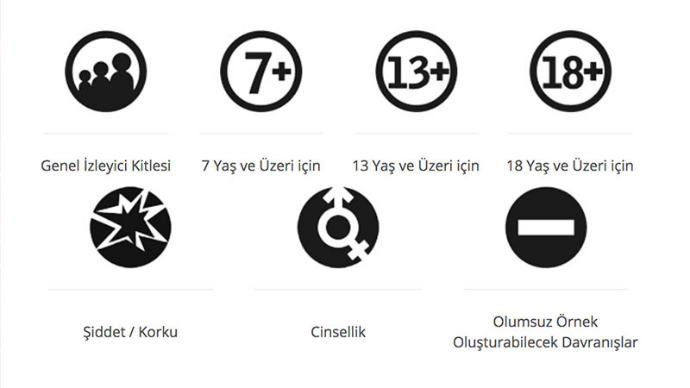 7+
13+
18+
Genel İzleyici Kitlesi
7 Yaş ve Üzeri için
13 Yaş ve Üzeri için
18 Yaş ve Üzeri için
Şiddet / Korku
Cinsellik
Olumsuz Örnek
Oluşturabilecek Davranışlar